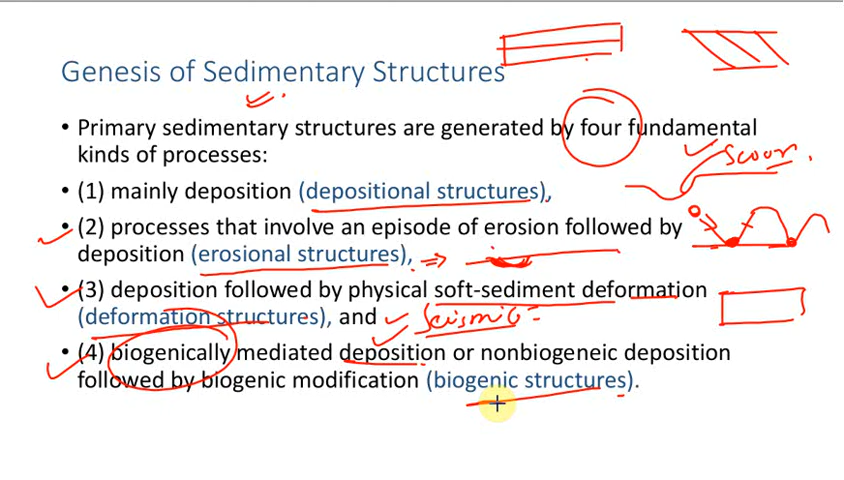 Genesis of Sedimentary Structures
• Primary sedimentary structures are generated by four fundamental
kinds of processes:
scour.
• (1) mainly deposition (depositional structures),
• (2) processes that involve an episode of erosion followed by
deposition (erosional structures),
• (3) deposition followed by physical soft-sediment deformation
(deformation structures), and
Seismic
• (4) biogenically mediated deposition or nonbiogeneic deposition
followed by biogenic modification (biogenic structures).